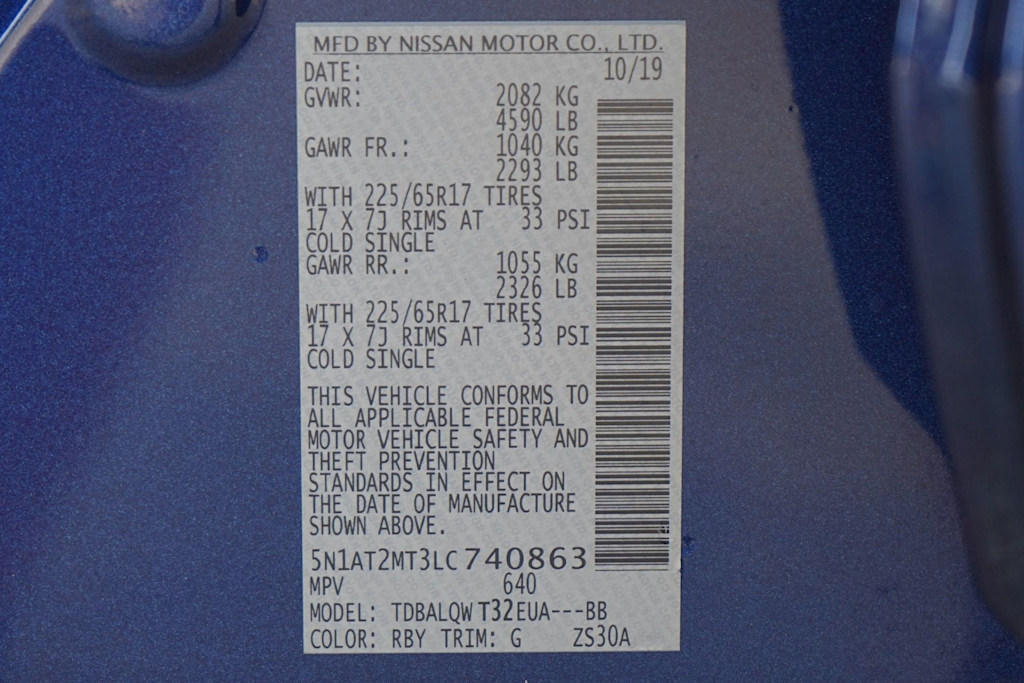 MFD BY NISSAN MOTOR CO., LTD.
DATE: 10/19
GVWR: 2082 KG
4590 LB
GAWR FR.: 1040 KG
2293 LB
WITH 225/65R17 TIRES
17 X 7J RIMS AT 33 PSI
COLD SINGLE
GAWR RR.: 1055 KG
2326 LB
WITH 225/65R17 TIRES
17 X 7J RIMS AT 33 PSI
COLD SINGLE
THIS VEHICLE CONFORMS TO
ALL APPLICABLE FEDERAL
MOTOR VEHICLE SAFETY AND
THEFT PREVENTION
STANDARDS IN EFFECT ON
THE DATE OF MANUFACTURE
SHOWN ABOVE.
5N1AT2MT3LC740863
MPV 640
MODEL: TDBALQW T32EUA---BB
COLOR: RBY TRIM: G ZS30A